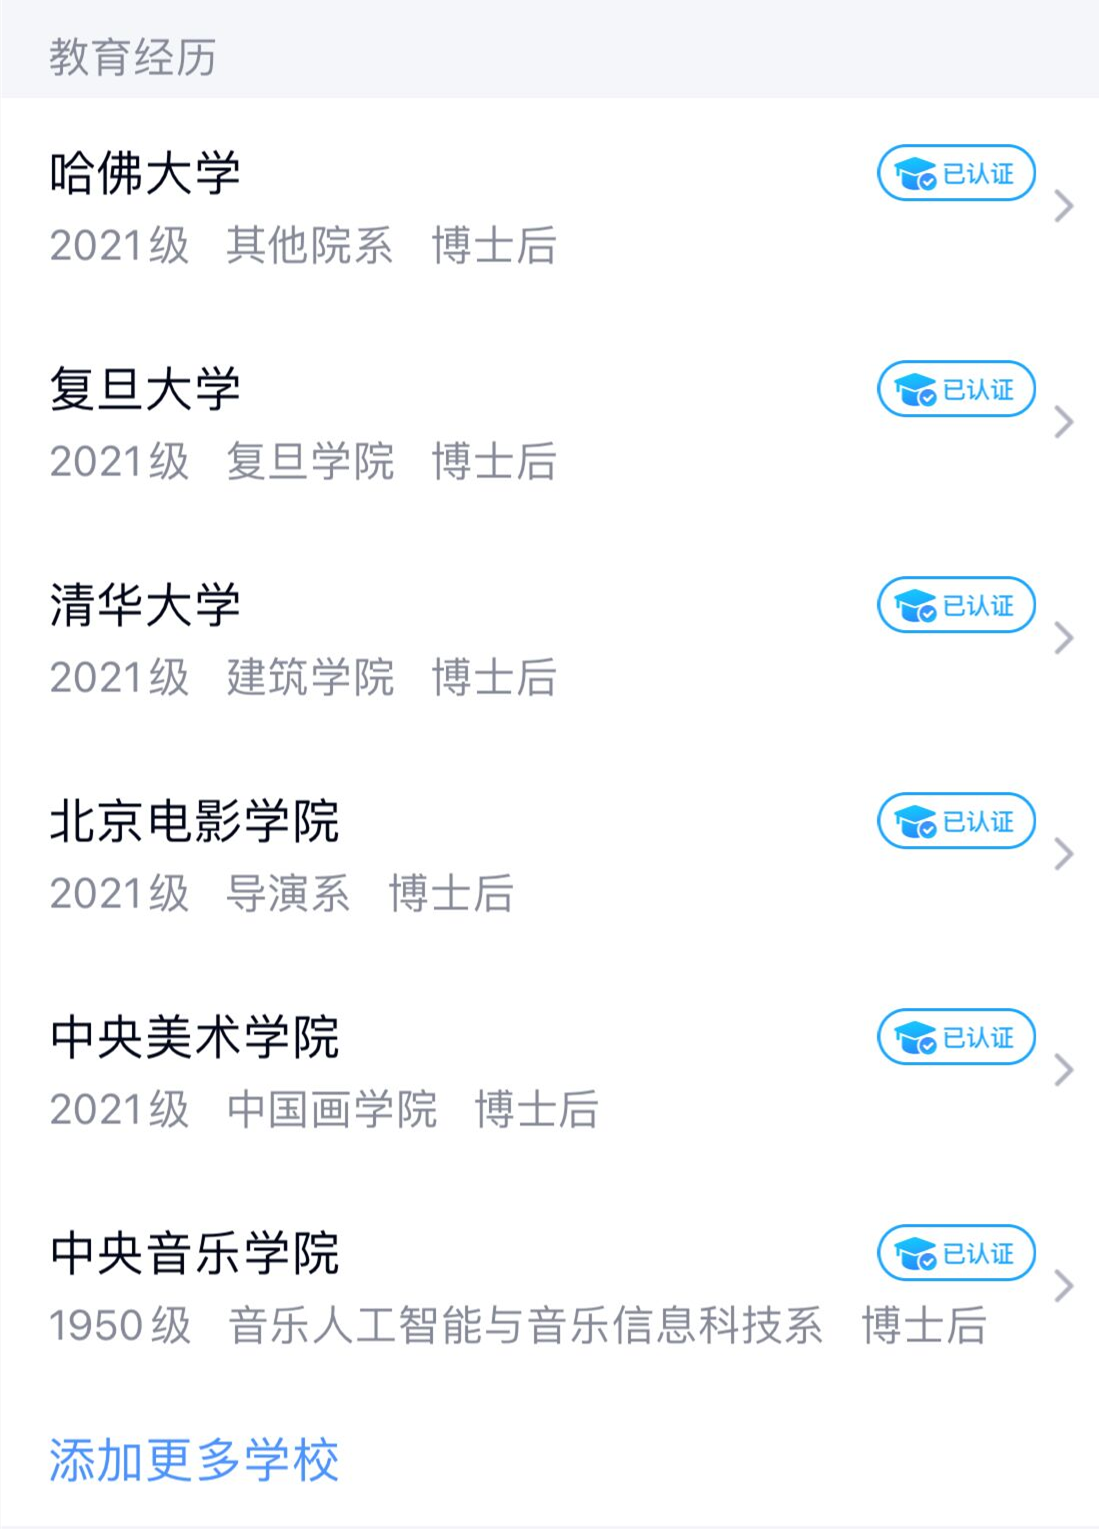 教育经历
哈佛大学 已认证
2021级 其他院系 博士后
复旦大学 已认证
2021级 复旦学院 博士后
清华大学 已认证
2021级 建筑学院 博士后
北京电影学院 已认证
2021级 导演系 博士后
中央美术学院 已认证
2021级 中国画学院 博士后
中央音乐学院 已认证
1950级 音乐人工智能与音乐信息科技系 博士后
添加更多学校